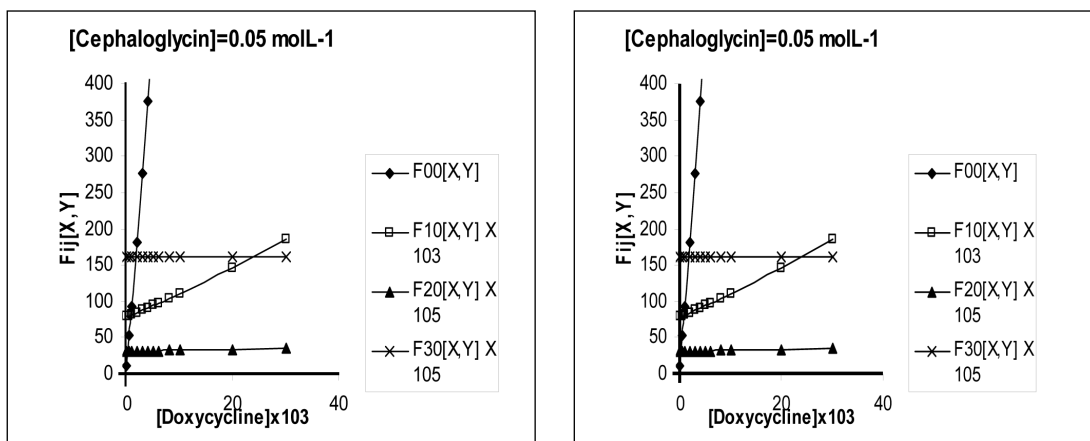 [Cephaloglycin]=0.05 molL-1
400
350
300
250
200
150
100
50
0
Fij[X,Y]
0
20
40
[Doxycycline]x103
F00[X,Y]
F10[X,Y] X
103
F20[X,Y] X
105
F30[X,Y] X
105
[Cephaloglycin]=0.05 molL-1
400
350
300
250
200
150
100
50
0
Fij[X,Y]
0
20
40
[Doxycycline]x103
F00[X,Y]
F10[X,Y] X
103
F20[X,Y] X
105
F30[X,Y] X
105